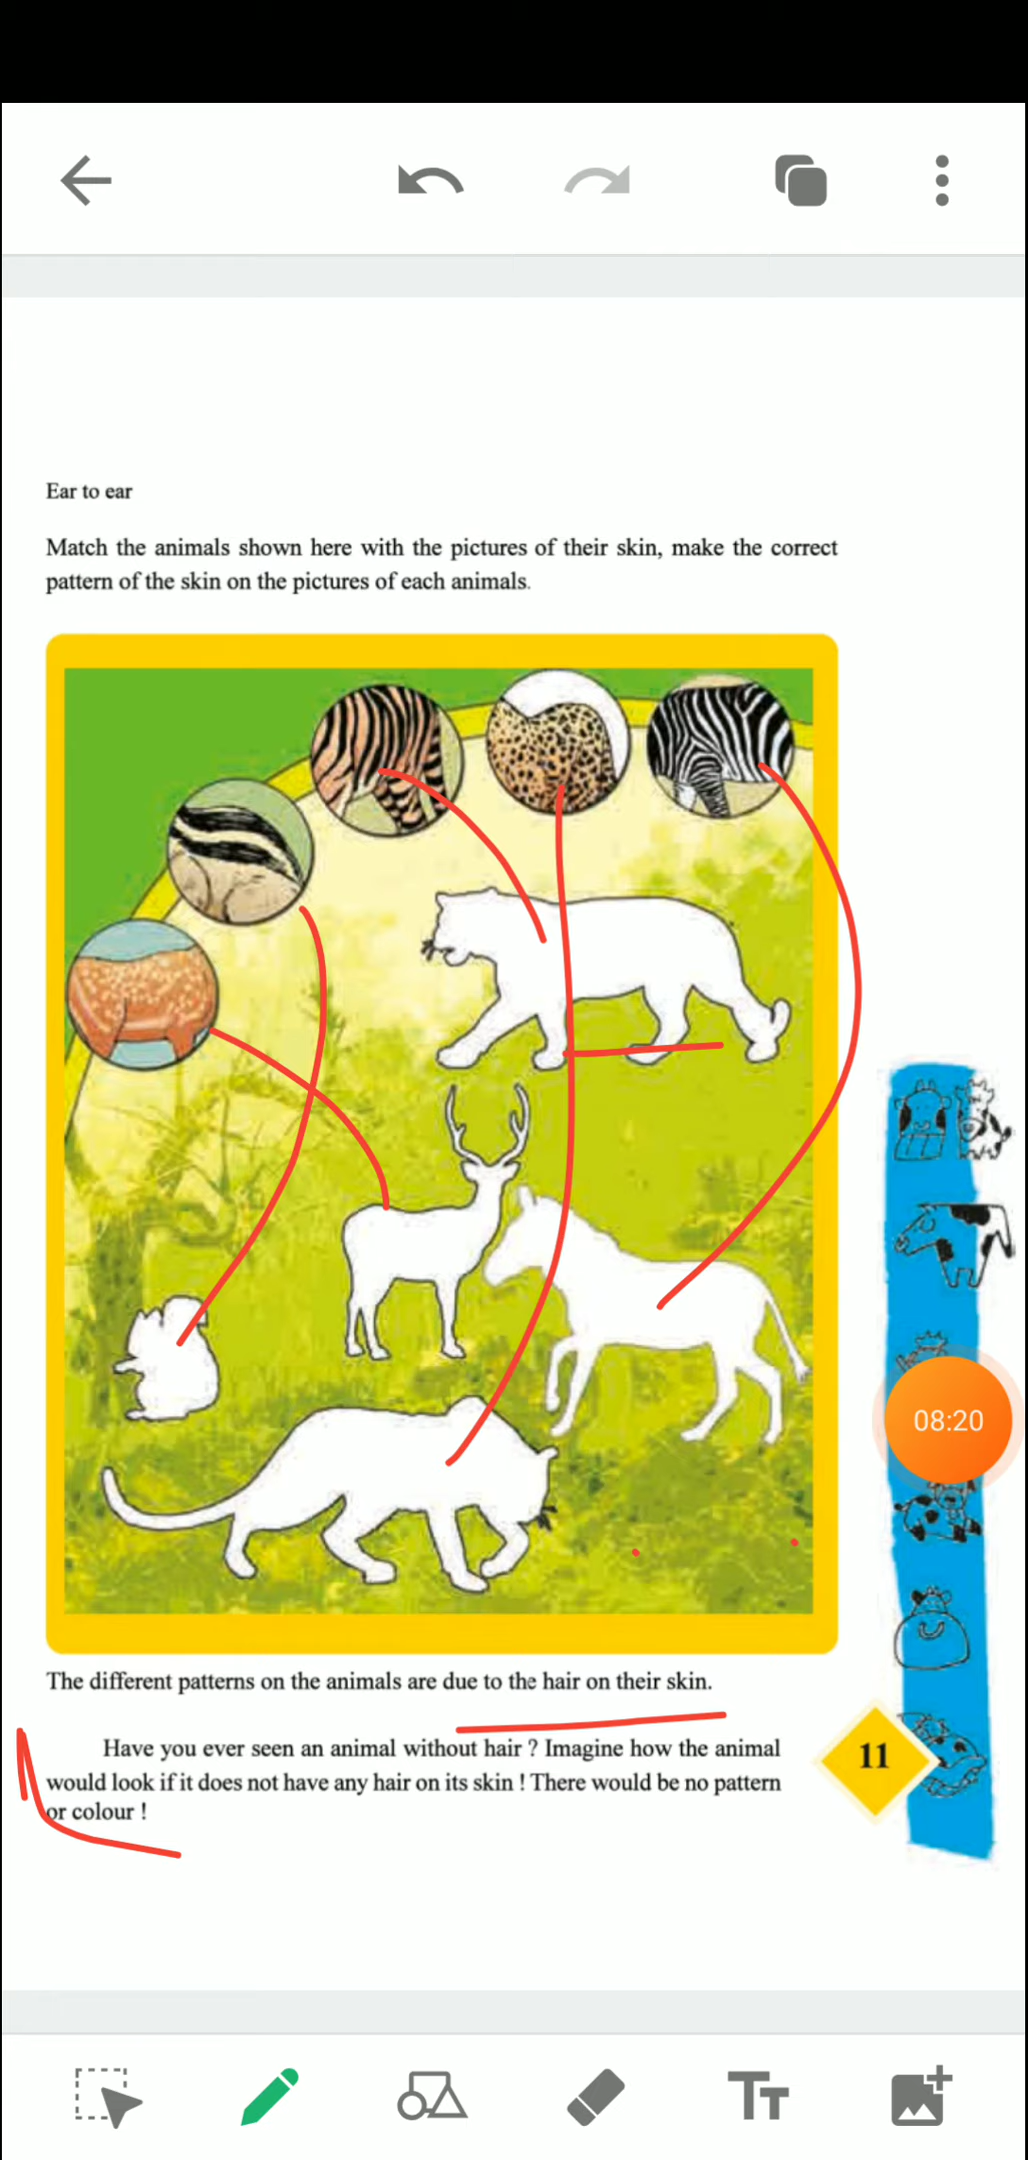 Ear to ear
Match the animals shown here with the pictures of their skin, make the correct
pattern of the skin on the pictures of each animals.
08:20
The different patterns on the animals are due to the hair on their skin.
Have you ever seen an animal without hair ? Imagine how the animal
would look if it does not have any hair on its skin ! There would be no pattern
or colour !
11
TT